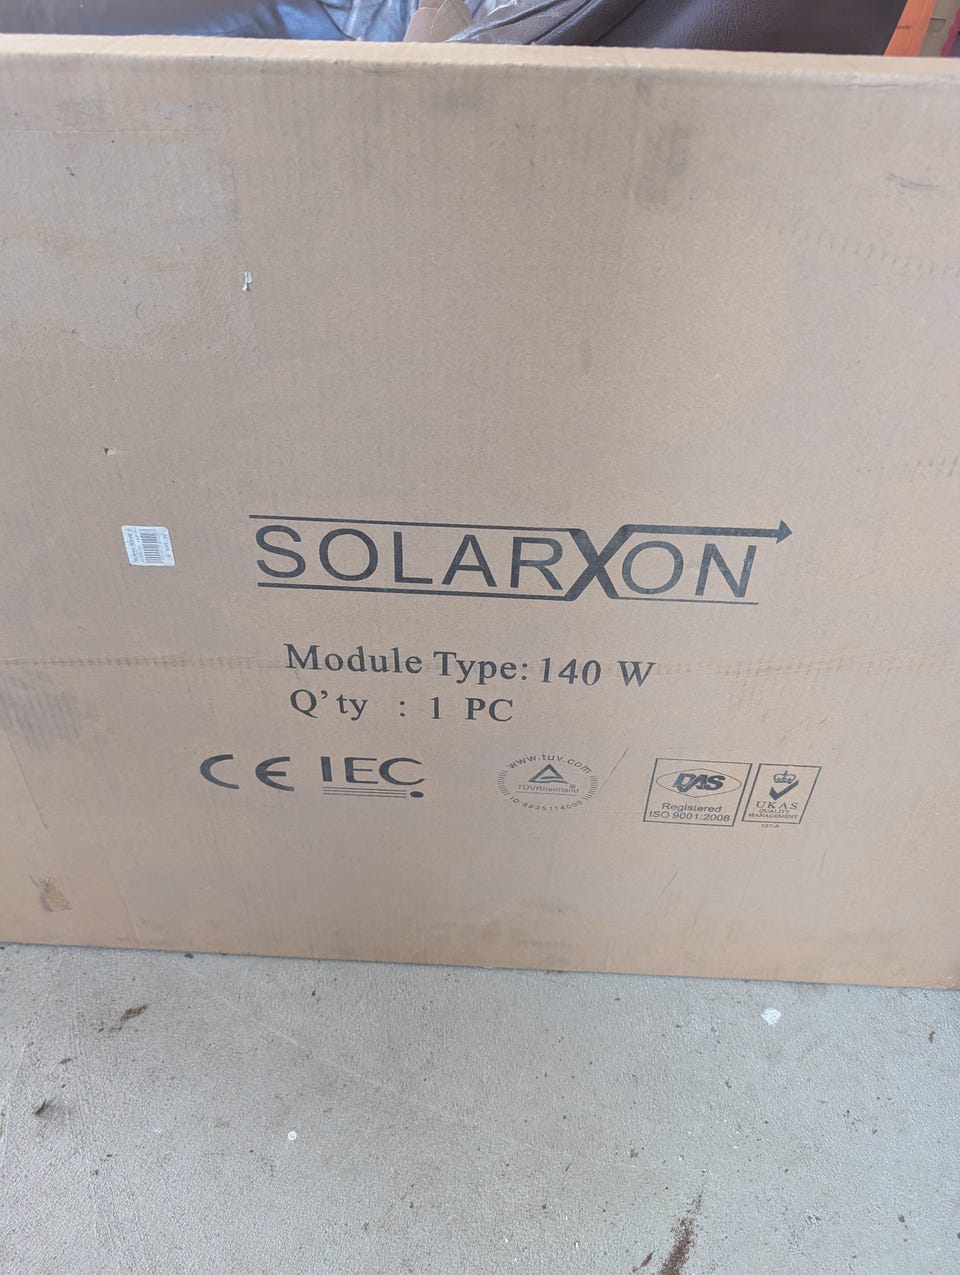 SOLARXON
Module Type: 140 W
Q'ty : 1 PC
CE IEC
www.tuv.com
TÜVRheinland
DAS
Registered
ISO 9001:2008
UKAS
QUALITY
MANAGEMENT
127-A